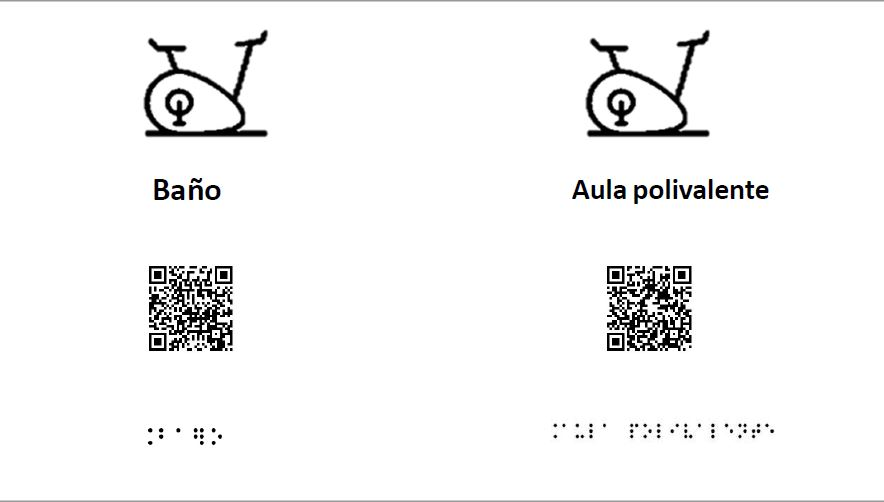 Baño
Aula polivalente
⠨⠃⠁⠻⠕
⠨⠁⠥⠇⠁ ⠏⠕⠇⠊⠧⠁⠇⠑⠝⠞⠑